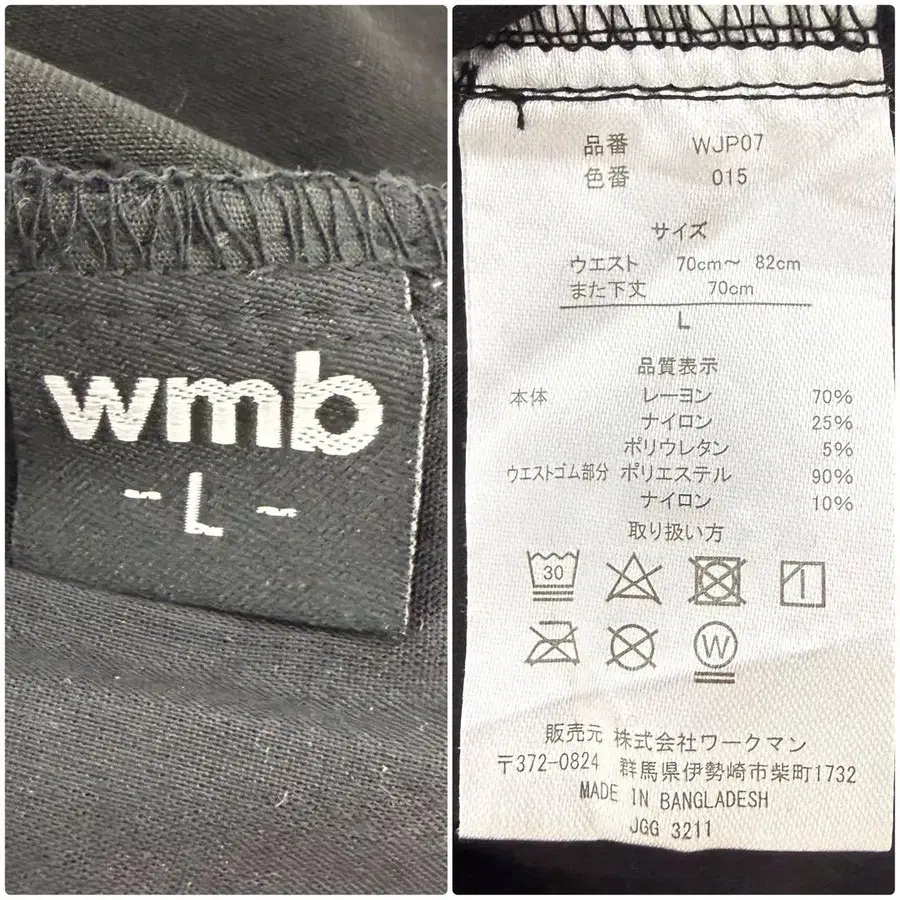 wmb
- L -
品番 WJP07
色番 015
サイズ
ウエスト 70cm～ 82cm
また下丈 70cm
L
品質表示
本体 レーヨン 70%
ナイロン 25%
ポリウレタン 5%
ウエストゴム部分 ポリエステル 90%
ナイロン 10%
取り扱い方
30
W
販売元 株式会社ワークマン
〒372-0824 群馬県伊勢崎市柴町1732
MADE IN BANGLADESH
JGG 3211